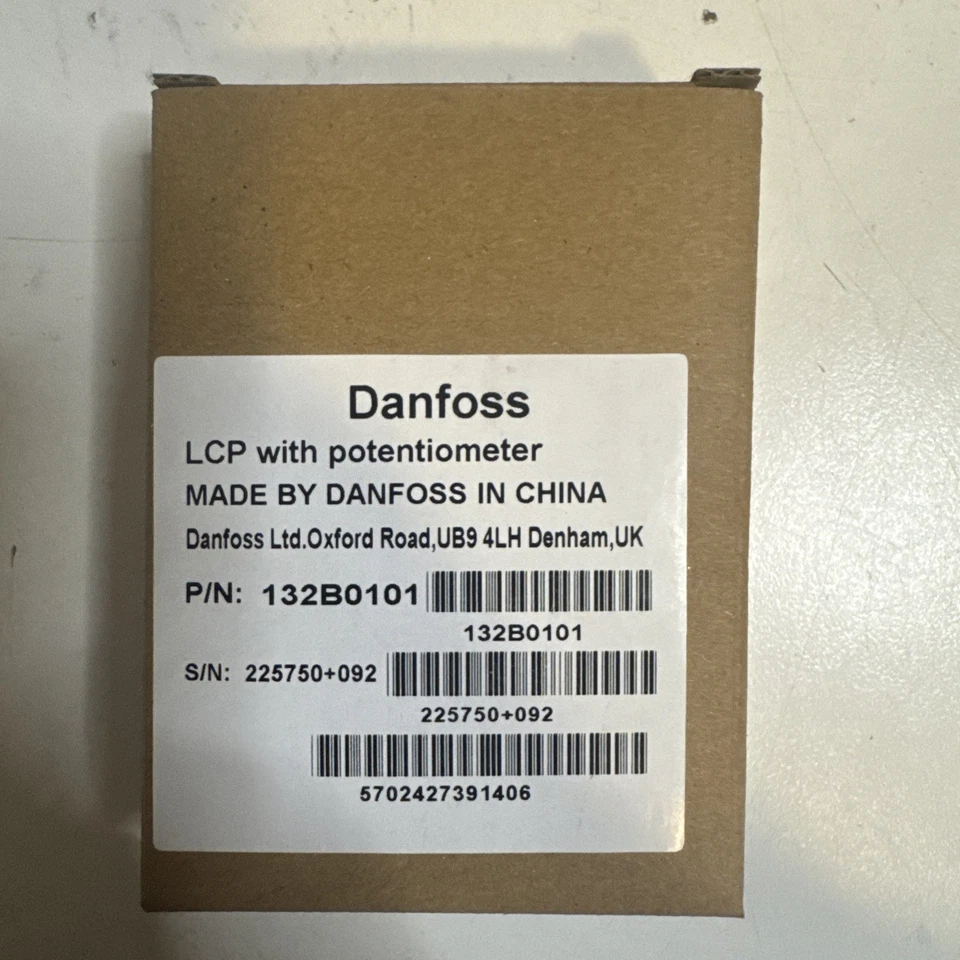 Danfoss
LCP with potentiometer
MADE BY DANFOSS IN CHINA
Danfoss Ltd.Oxford Road,UB9 4LH Denham,UK
P/N: 132B0101
132B0101
S/N: 225750+092
225750+092
5702427391406